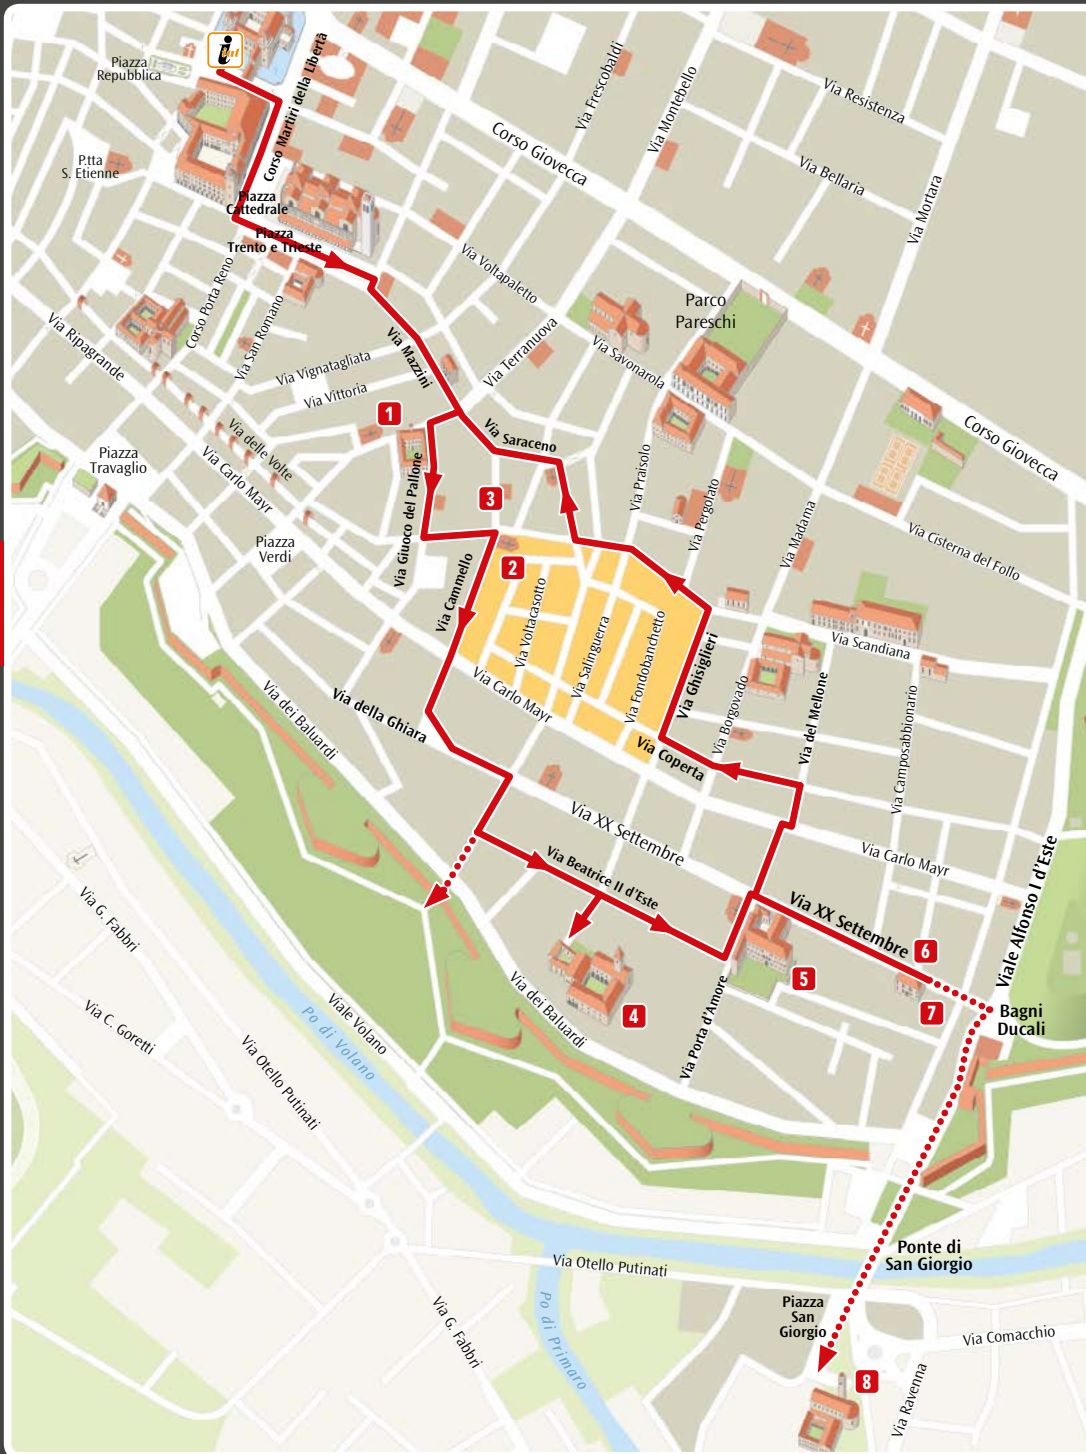 i
Piazza
Repubblica
Corso Martiri della Libertà
Via Frescobaldi
Via Montebello
Via Resistenza
Corso Giovecca
P.tta
S. Etienne
Via Bellaria
Via Mortara
Piazza
Cattedrale
Piazza
Trento e Trieste
Via Voltapaletto
Corso Porta Reno
Via San Romano
Parco
Pareschi
Via Ripagrande
Via Mazzini
Via Terranuova
Via Savonarola
Via Vignatagliata
Via Vittoria
1
Via Saraceno
Corso Giovecca
Via delle Volte
Piazza
Travaglio
Via Carlo Mayr
Via Giuoco del Pallone
3
Via Praisolo
Via Pergolato
Via Madama
Via Cisterna del Follo
Piazza
Verdi
2
Via Cammello
Via Voltacasotto
Via Salinguerra
Via Fondobanchetto
Via Ghisiglieri
Via Scandiana
Via Carlo Mayr
Via dei Baluardi
Via della Ghiara
Via Borgovado
Via del Mellone
Via Camposabbionario
Via Coperta
Via XX Settembre
Via Carlo Mayr
Via Beatrice II d'Este
Viale Alfonso I d'Este
Via XX Settembre
6
Via G. Fabbri
5
7
Bagni
Ducali
Via dei Baluardi
4
Via Porta d'Amore
Via C. Goretti
Po di Volano
Viale Volano
Via Otello Putinati
Ponte di
San Giorgio
Via Otello Putinati
Po di Primaro
Piazza
San
Giorgio
Via G. Fabbri
Via Comacchio
8
Via Ravenna